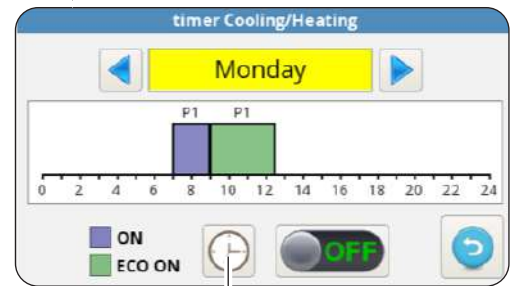 timer Cooling/Heating
Monday
P1 P1
0 2 4 6 8 10 12 14 16 18 20 22 24
ON
ECO ON
OFF